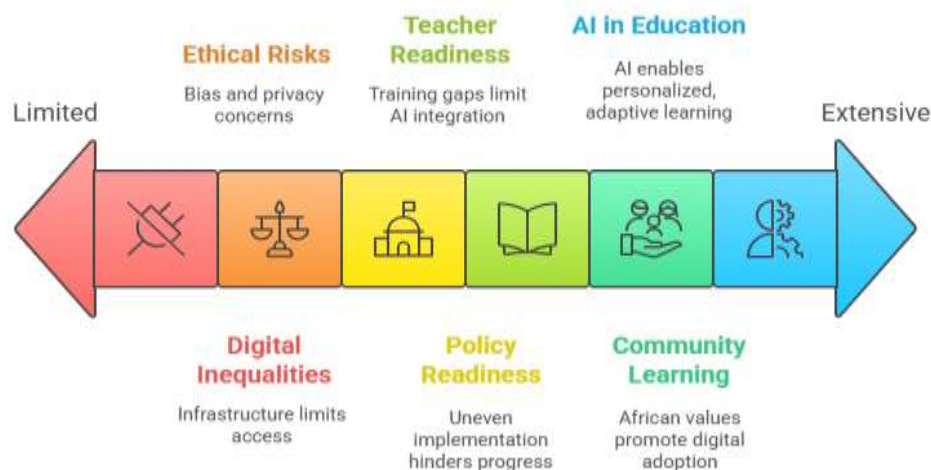 Teacher
Readiness
Training gaps limit
AI integration
AI in Education
AI enables
personalized,
adaptive learning
Ethical Risks
Bias and privacy
concerns
Limited
Extensive
Digital
Inequalities
Infrastructure limits
access
Policy
Readiness
Uneven
implementation
hinders progress
Community
Learning
African values
promote digital
adoption